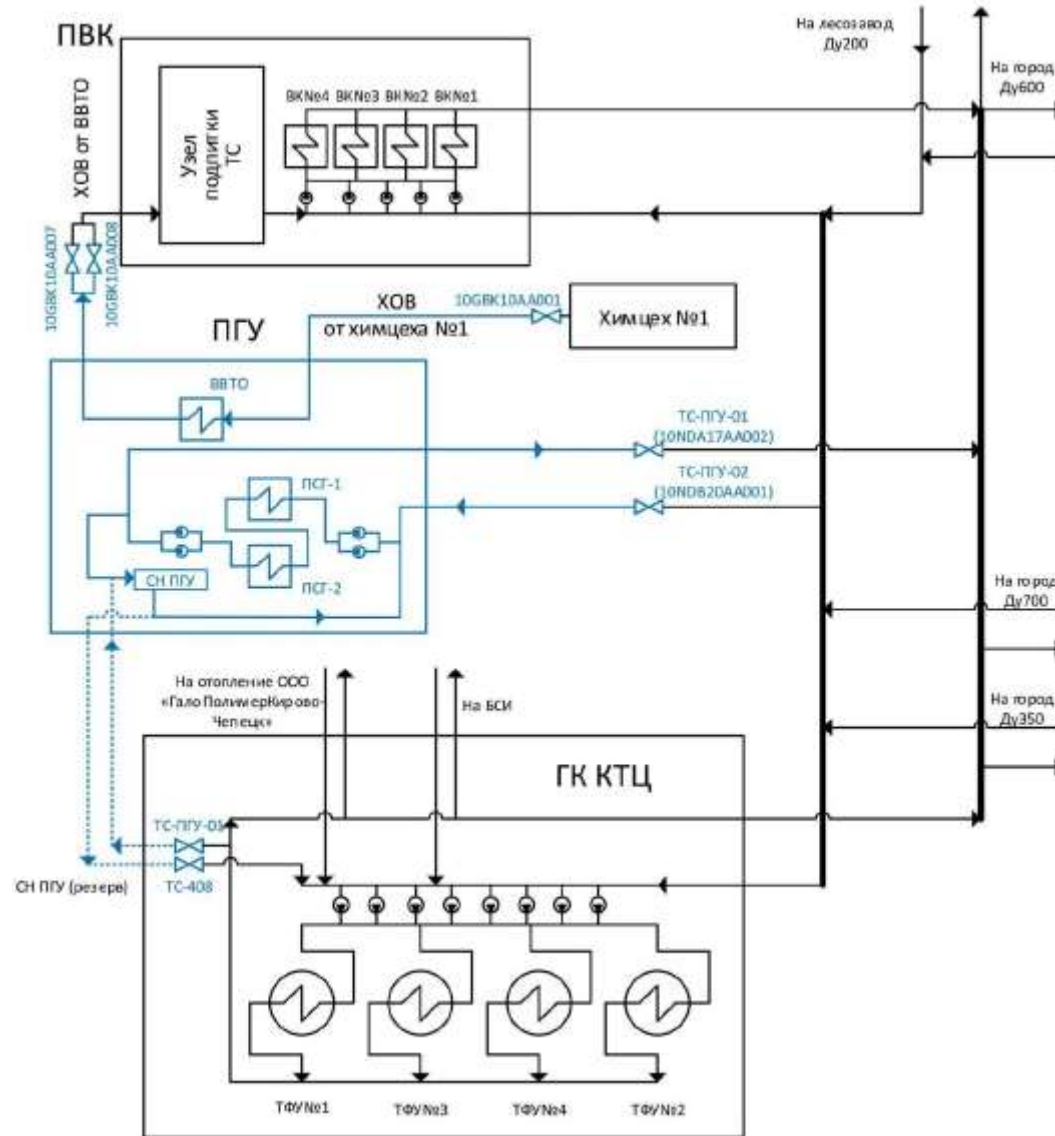 ПВК
На лесозавод
Ду200
На город
Ду600
ХОВ от ВВТО
Узел
подпитки
ТС
ВК№4
ВК№3
ВК№2
ВК№1
10GBK10AA007
10GBK10AA008
ХОВ
от химцеха №1
10GBK10AA001
Химцех №1
ПГУ
ВВТО
ТС-ПГУ-01
(10NDA17AA002)
ТС-ПГУ-02
(10NDB20AA001)
ПСГ-1
ПСГ-2
СН ПГУ
На город
Ду700
На отопление ООО
«ГалоПолимерКирово-
Чепецк»
На БСИ
На город
Ду350
ГК КТЦ
ТС-ПГУ-05
ТС-408
СН ПГУ (резерв)
ТФУ№1
ТФУ№3
ТФУ№4
ТФУ№2